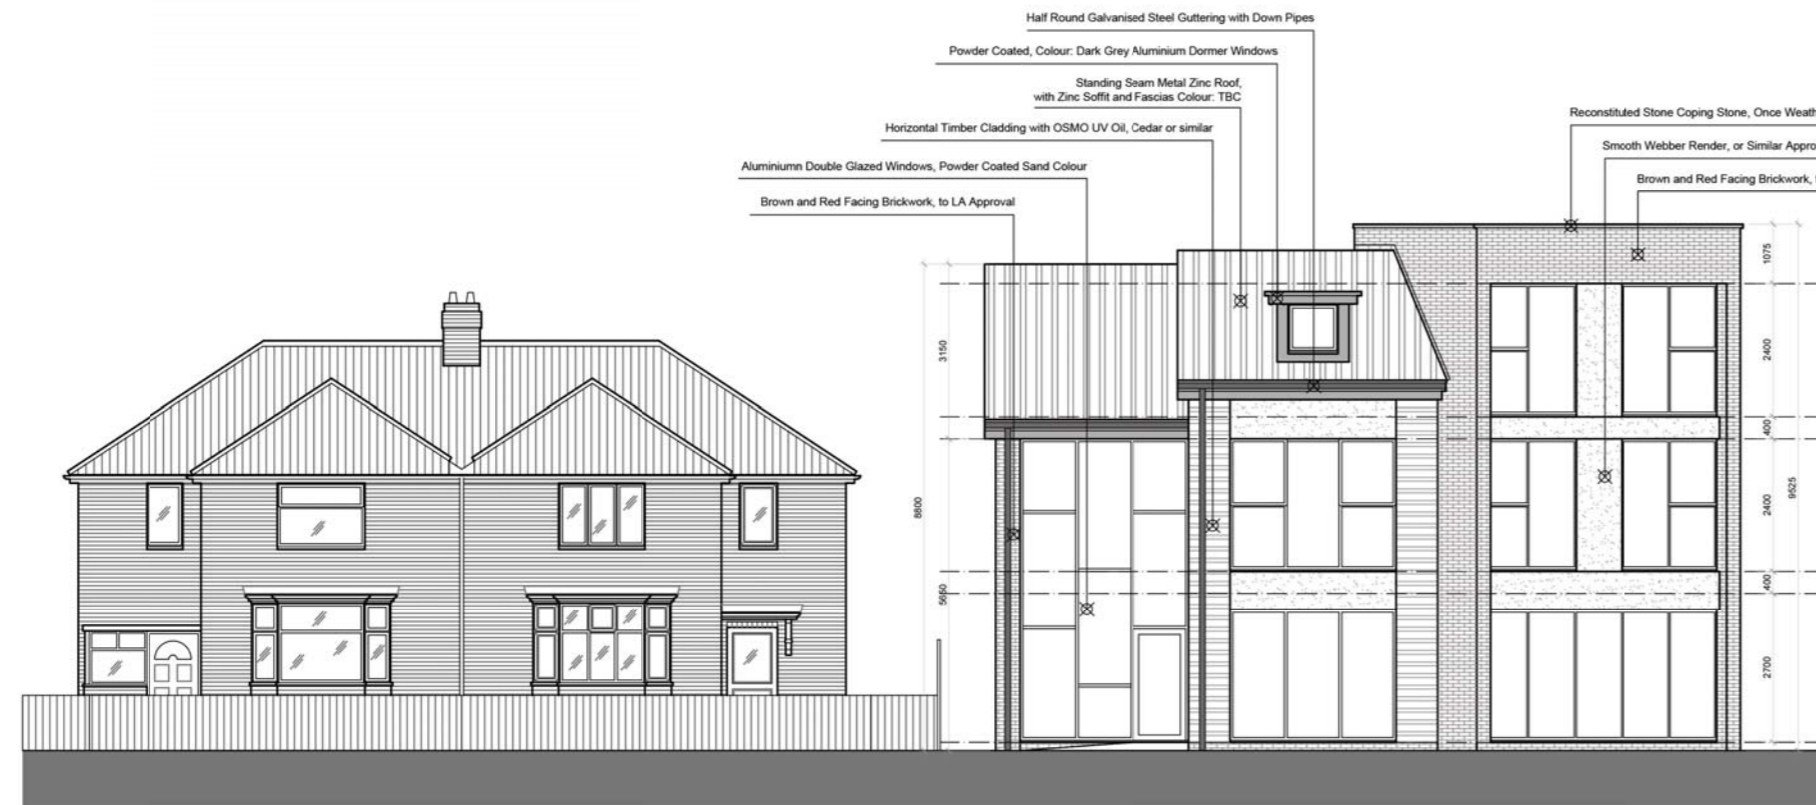 Half Round Galvanised Steel Guttering with Down Pipes
Powder Coated, Colour: Dark Grey Aluminium Dormer Windows
Standing Seam Metal Zinc Roof,
with Zinc Soffit and Fascias Colour: TBC
Horizontal Timber Cladding with OSMO UV Oil, Cedar or similar
Aluminiumn Double Glazed Windows, Powder Coated Sand Colour
Brown and Red Facing Brickwork, to LA Approval
Reconstituted Stone Coping Stone, Once Weath
Smooth Webber Render, or Similar Appro
Brown and Red Facing Brickwork,
3150
8800
5650
1075
2400
400
2400
9525
400
2700